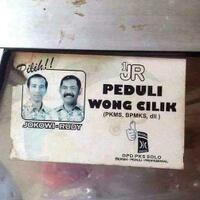 Pilih!!
JR
PEDULI
WONG CILIK
(PKMS, BPMKS, dll )
JOKOWI - RUDY
DPD PKS SOLO